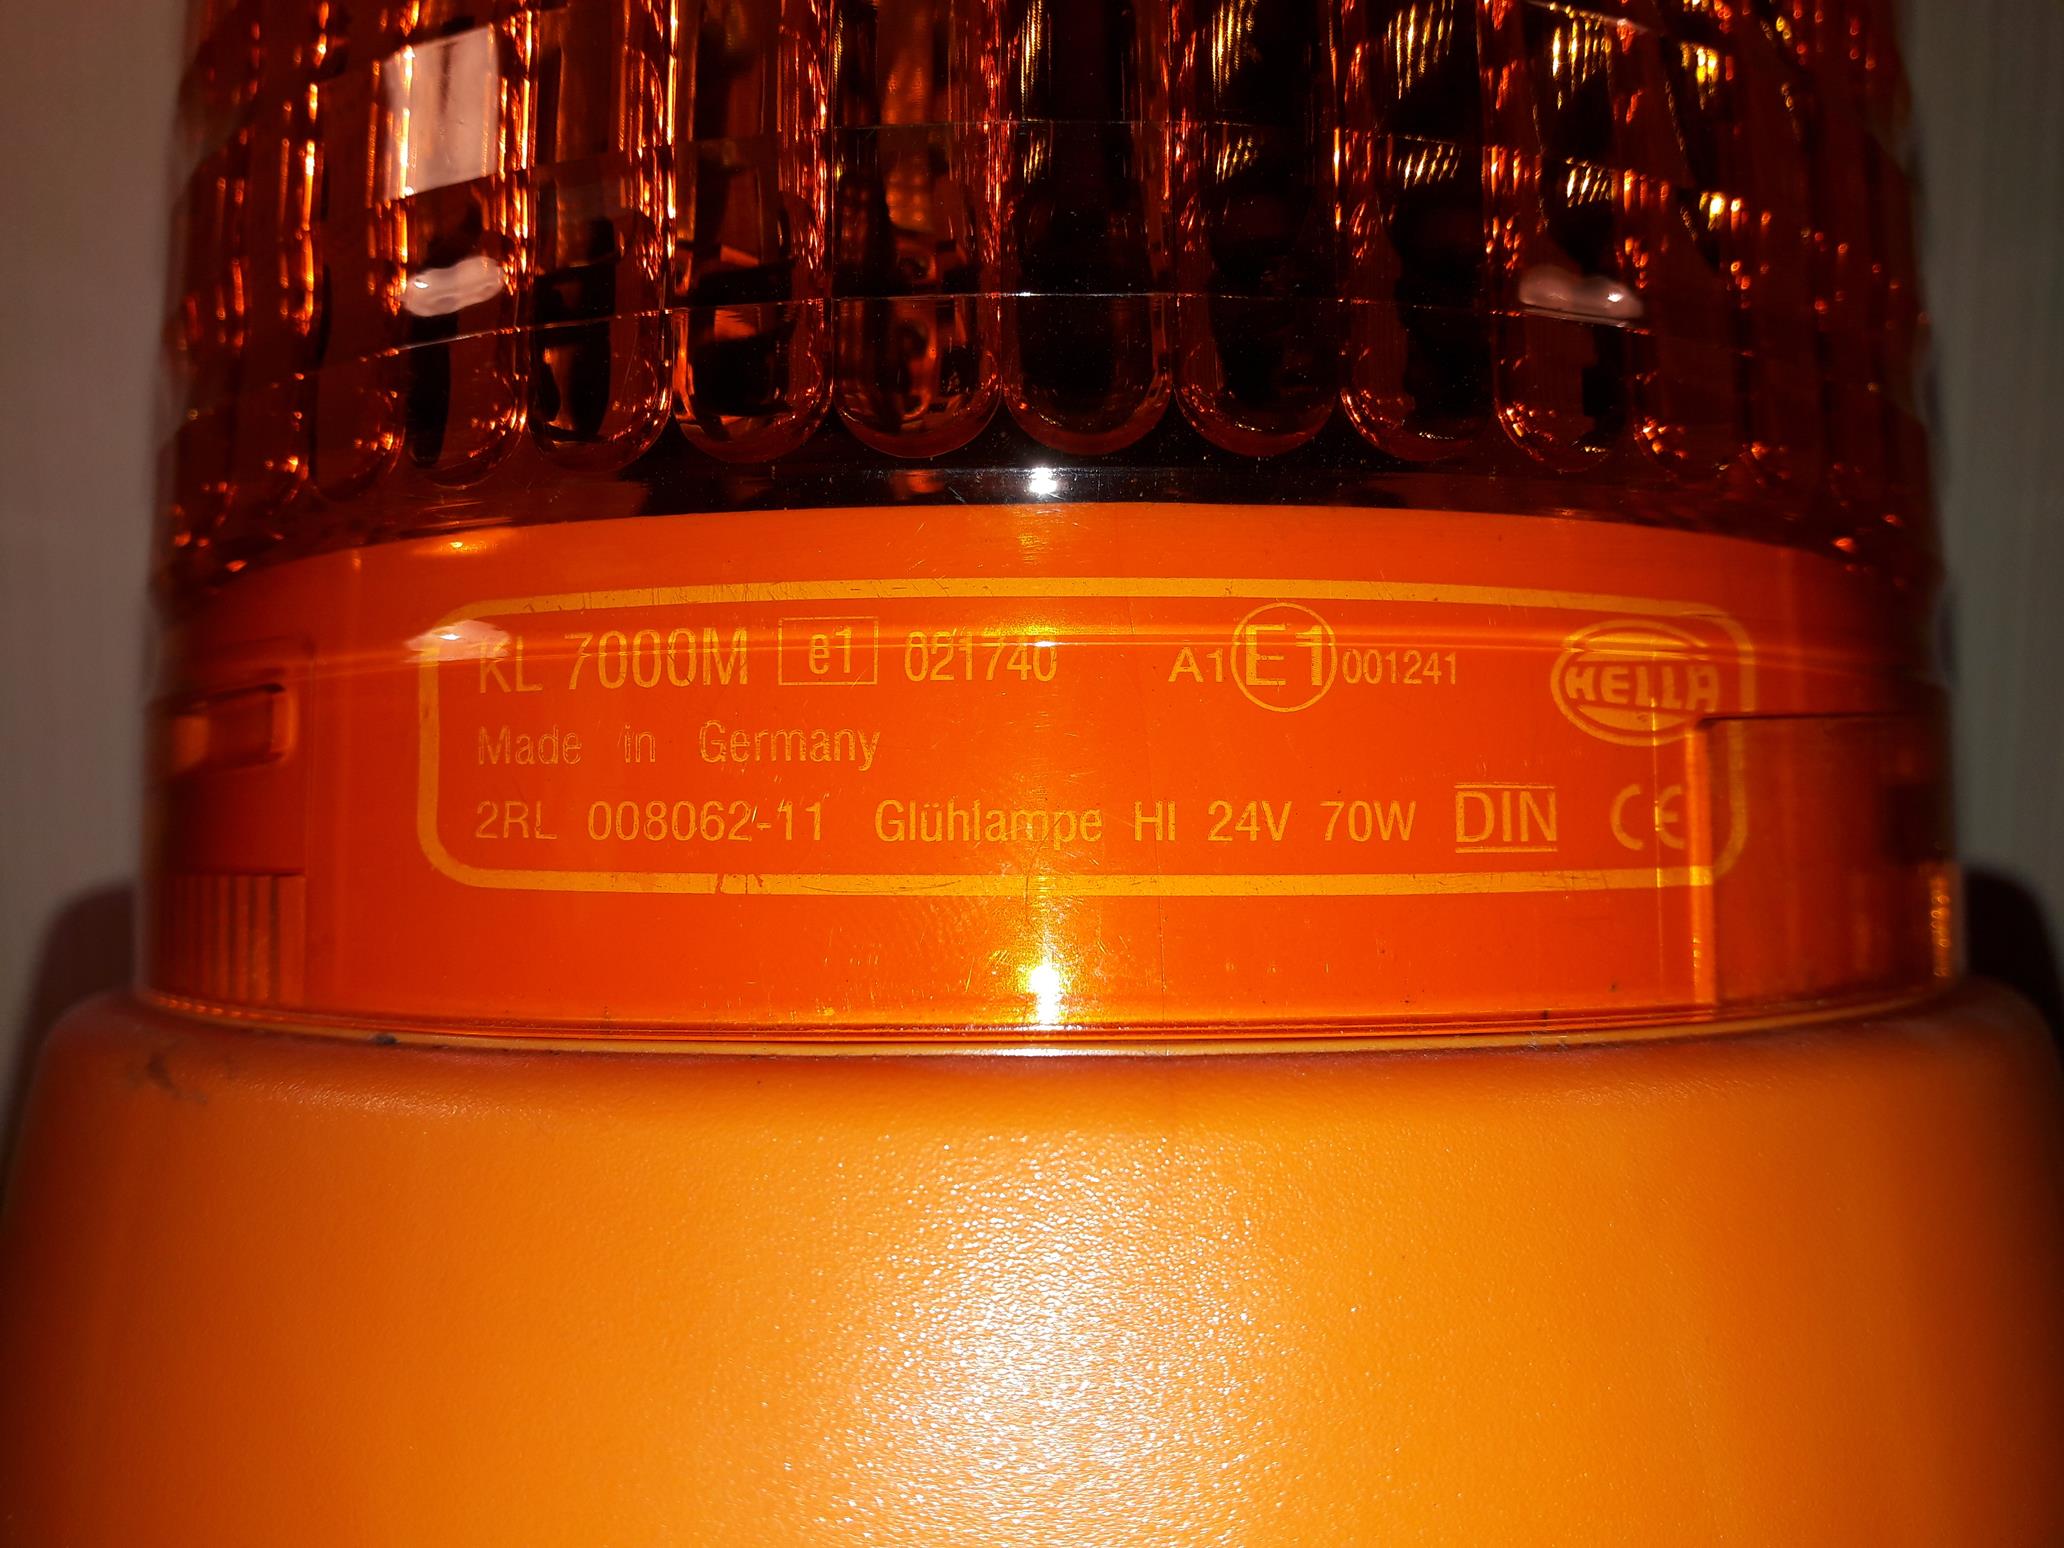 KL 7000M e1 021740 A1 E1 001241 HELLA
Made in Germany
2RL 008062-11 Glühlampe HI 24V 70W DIN CE